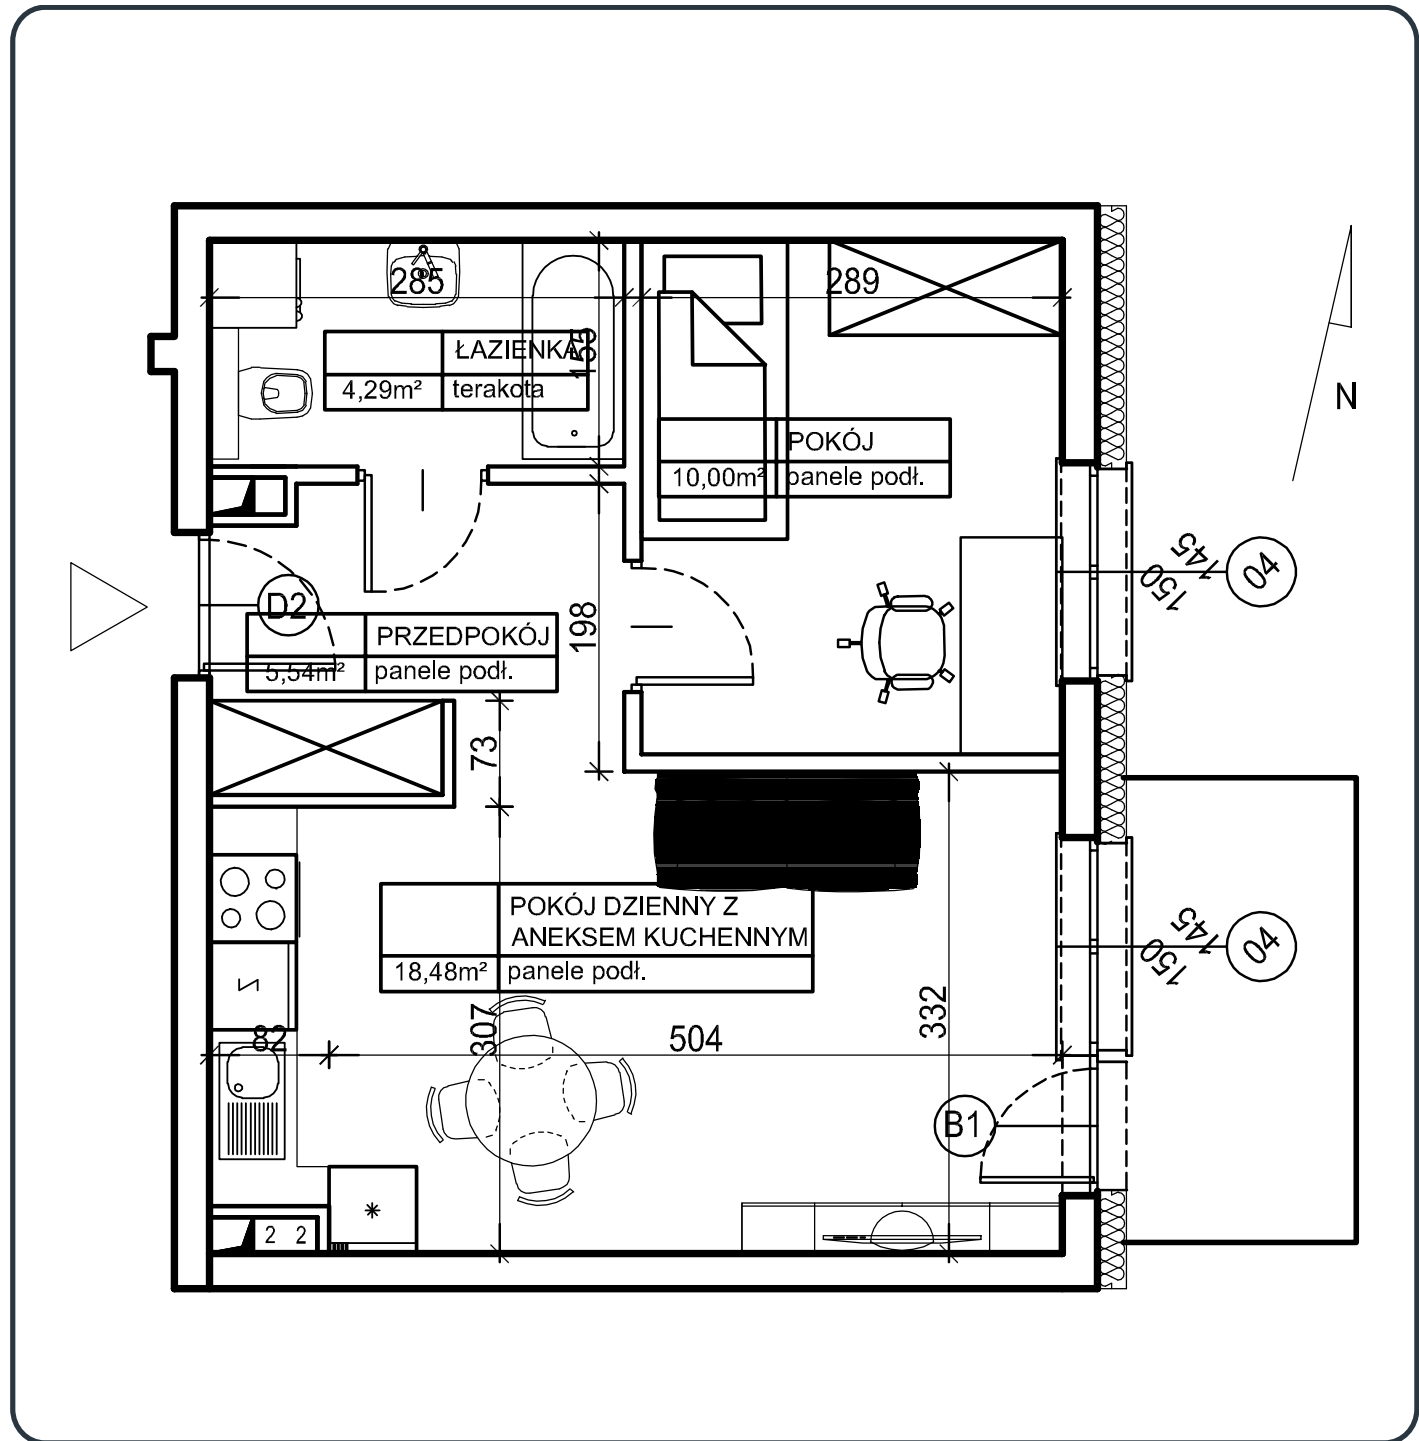 285
289
155
ŁAZIENKA
4,29m² terakota
POKÓJ
10,00m² panele podł.
N
145
150
04
D2
PRZEDPOKÓJ
5,54m² panele podł.
198
73
POKÓJ DZIENNY Z
ANEKSEM KUCHENNYM
18,48m² panele podł.
145
150
04
307
332
82
504
B1
2 2